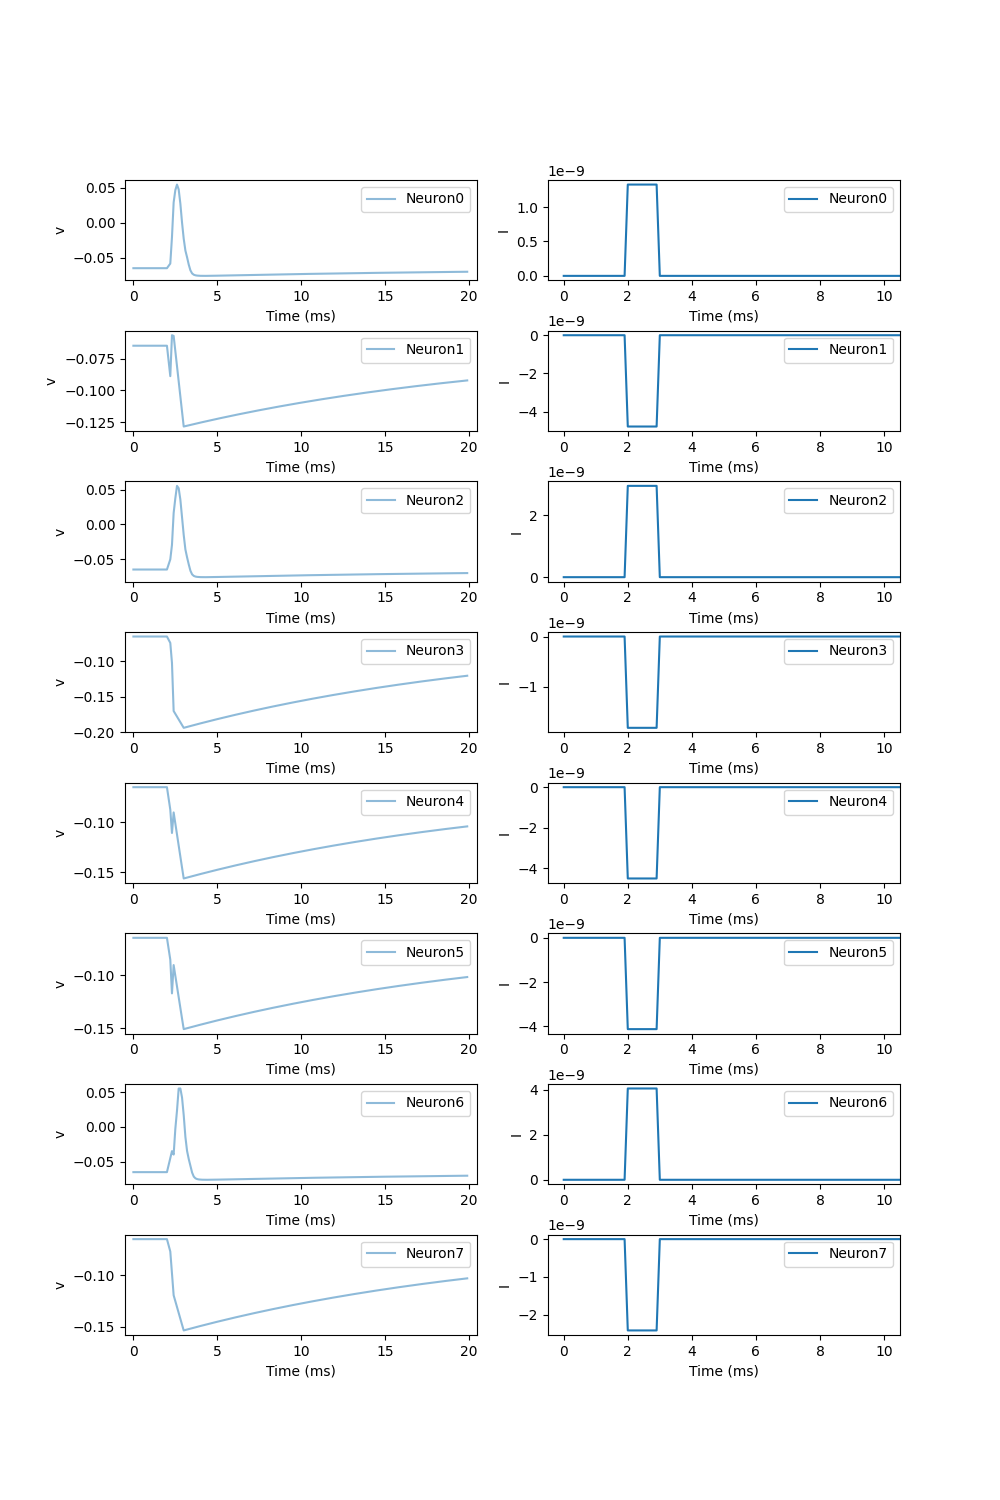 1e−9
0.05
0.00
−0.05
v
Neuron0
0 5 10 15 20
Time (ms)
1.0
0.5
0.0
I
Neuron0
0 2 4 6 8 10
Time (ms)
−0.075
−0.100
−0.125
v
Neuron1
0 5 10 15 20
Time (ms)
1e−9
0
−2
−4
I
Neuron1
0 2 4 6 8 10
Time (ms)
0.05
0.00
−0.05
v
Neuron2
0 5 10 15 20
Time (ms)
1e−9
2
0
I
Neuron2
0 2 4 6 8 10
Time (ms)
−0.10
−0.15
−0.20
v
Neuron3
0 5 10 15 20
Time (ms)
1e−9
0
−1
I
Neuron3
0 2 4 6 8 10
Time (ms)
−0.10
−0.15
v
Neuron4
0 5 10 15 20
Time (ms)
1e−9
0
−2
−4
I
Neuron4
0 2 4 6 8 10
Time (ms)
−0.10
−0.15
v
Neuron5
0 5 10 15 20
Time (ms)
1e−9
0
−2
−4
I
Neuron5
0 2 4 6 8 10
Time (ms)
0.05
0.00
−0.05
v
Neuron6
0 5 10 15 20
Time (ms)
1e−9
4
2
0
I
Neuron6
0 2 4 6 8 10
Time (ms)
−0.10
−0.15
v
Neuron7
0 5 10 15 20
Time (ms)
1e−9
0
−1
−2
I
Neuron7
0 2 4 6 8 10
Time (ms)